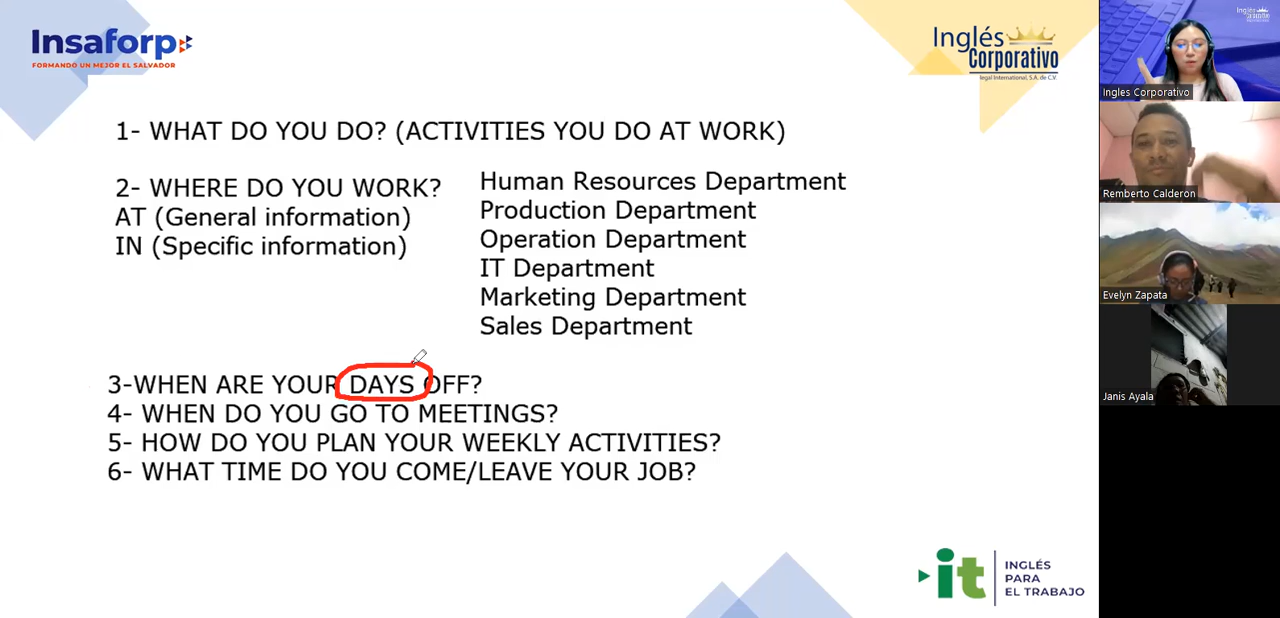 Insaforp
FORMANDO UN MEJOR EL SALVADOR
Inglés
Corporativo
legal International, S.A. de C.V.
1- WHAT DO YOU DO? (ACTIVITIES YOU DO AT WORK)
2- WHERE DO YOU WORK?
AT (General information)
IN (Specific information)
Human Resources Department
Production Department
Operation Department
IT Department
Marketing Department
Sales Department
3-WHEN ARE YOUR DAYS OFF?
4- WHEN DO YOU GO TO MEETINGS?
5- HOW DO YOU PLAN YOUR WEEKLY ACTIVITIES?
6- WHAT TIME DO YOU COME/LEAVE YOUR JOB?
it
INGLÉS
PARA
EL TRABAJO
Inglés
Ingles Corporativo
Remberto Calderon
Evelyn Zapata
Janis Ayala